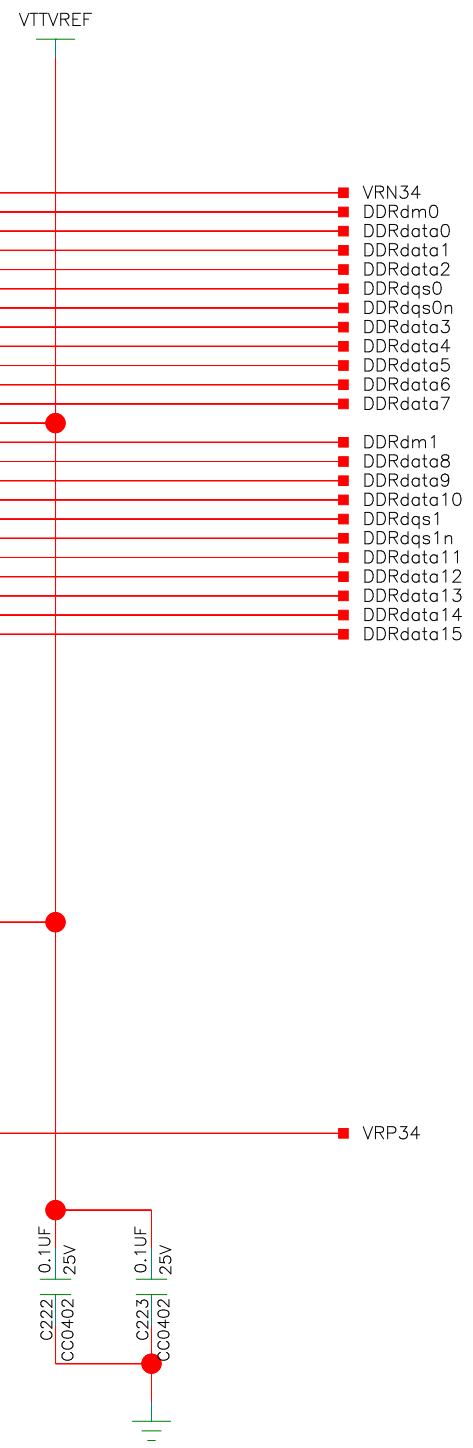 VTTVREF
VRN34
DDRdm0
DDRdata0
DDRdata1
DDRdata2
DDRdqs0
DDRdqs0n
DDRdata3
DDRdata4
DDRdata5
DDRdata6
DDRdata7
DDRdm1
DDRdata8
DDRdata9
DDRdata10
DDRdqs1
DDRdqs1n
DDRdata11
DDRdata12
DDRdata13
DDRdata14
DDRdata15
VRP34
0.1UF
25V
C222
CC0402
0.1UF
25V
C223
CC0402